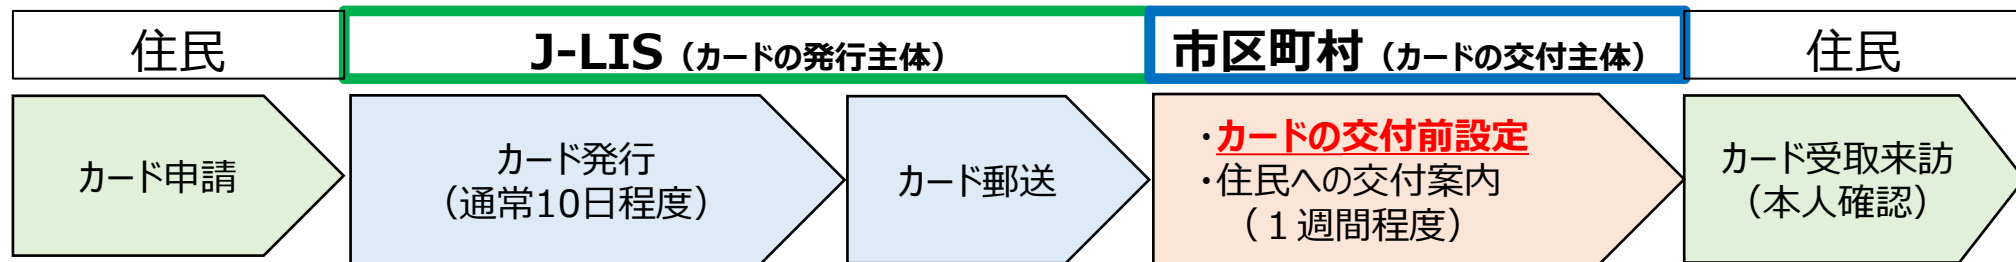 住民
J-LIS（カードの発行主体）
市区町村（カードの交付主体）
住民
カード申請
カード発行
（通常10日程度）
カード郵送
・カードの交付前設定
・住民への交付案内
（１週間程度）
カード受取来訪
（本人確認）